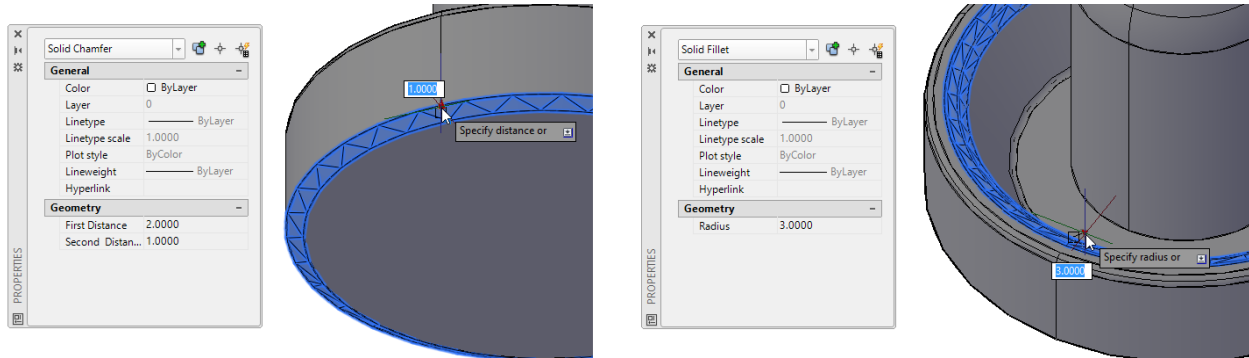 Solid Chamfer
General
Color ByLayer
Layer 0
Linetype ByLayer
Linetype scale 1.0000
Plot style ByColor
Lineweight ByLayer
Hyperlink
Geometry
First Distance 2.0000
Second Distan... 1.0000
PROPERTIES
1.0000
Specify distance or
Solid Fillet
General
Color ByLayer
Layer 0
Linetype ByLayer
Linetype scale 1.0000
Plot style ByColor
Lineweight ByLayer
Hyperlink
Geometry
Radius 3.0000
PROPERTIES
Specify radius or
3.0000